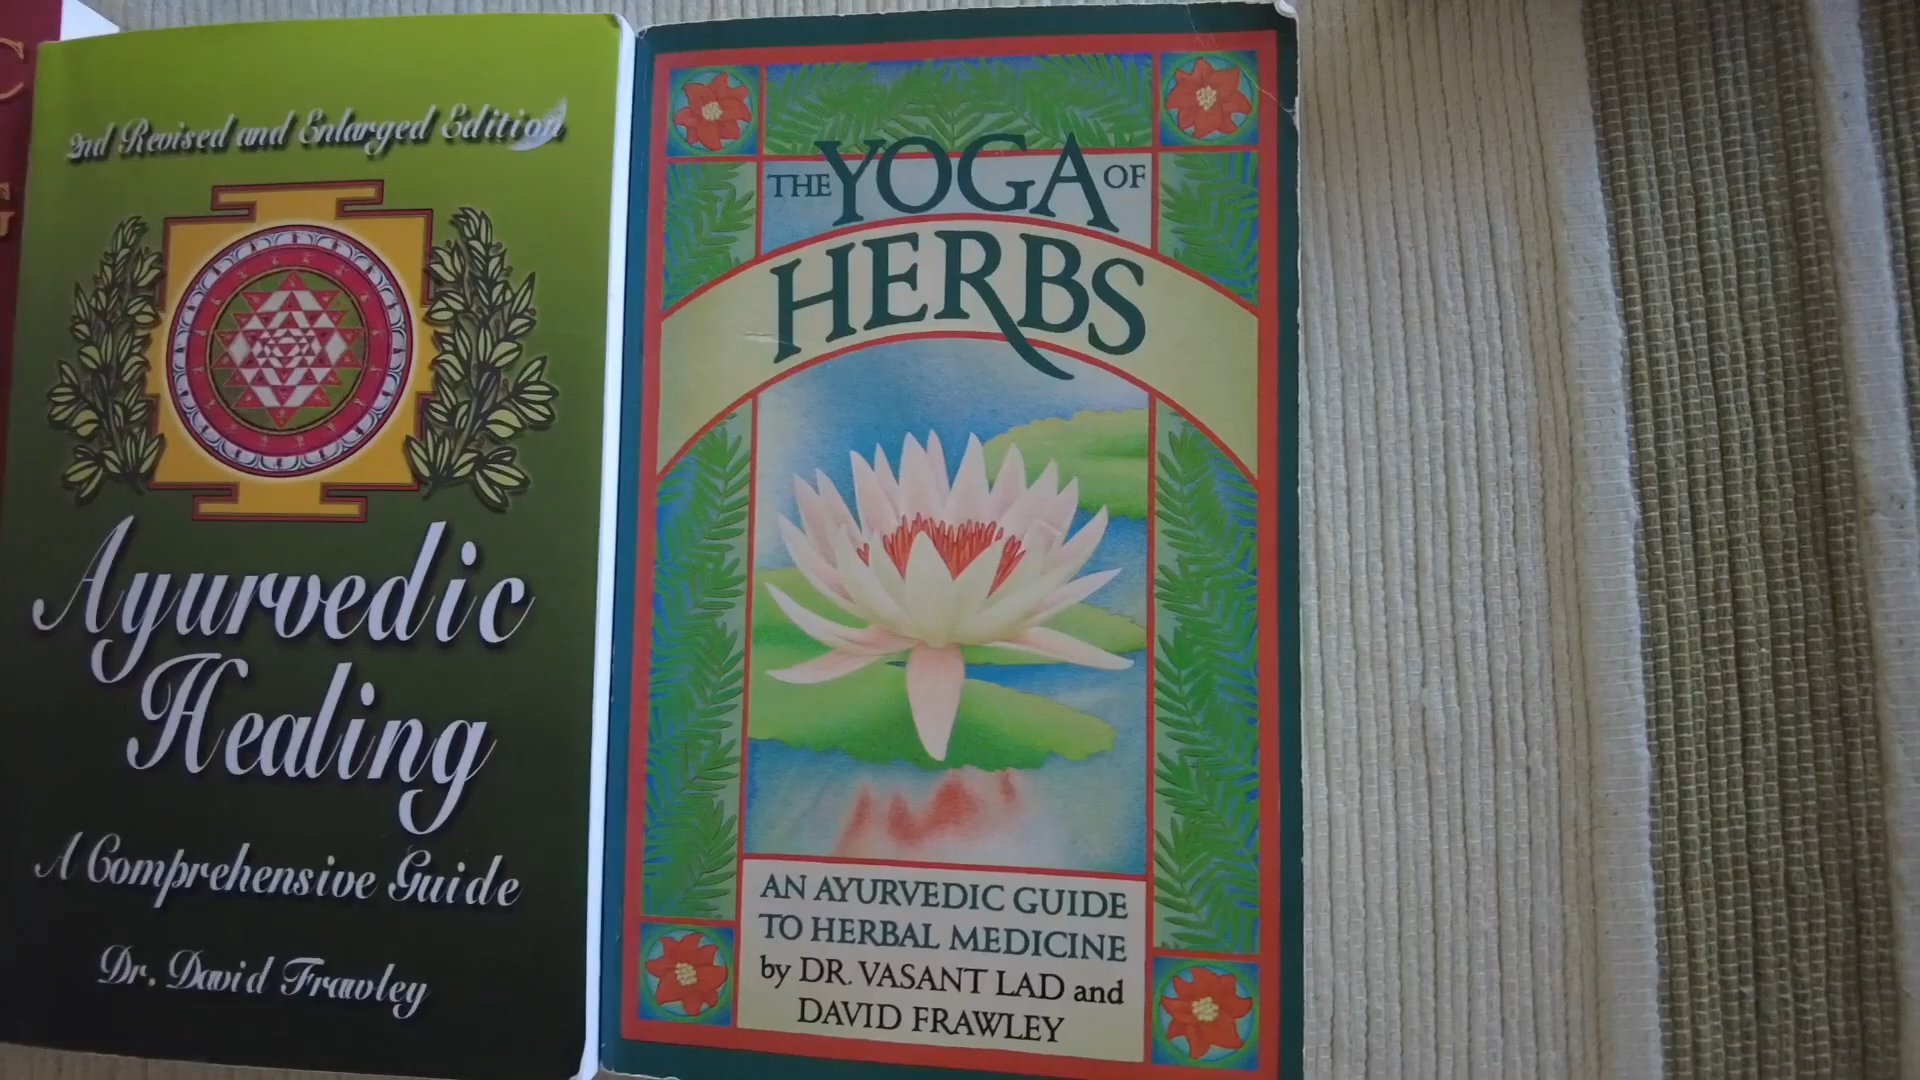 C
G
2nd Revised and Enlarged Edition
Ayurvedic
Healing
A Comprehensive Guide
Dr. David Frawley
THE YOGA OF
HERBS
AN AYURVEDIC GUIDE
TO HERBAL MEDICINE
by DR. VASANT LAD and
DAVID FRAWLEY